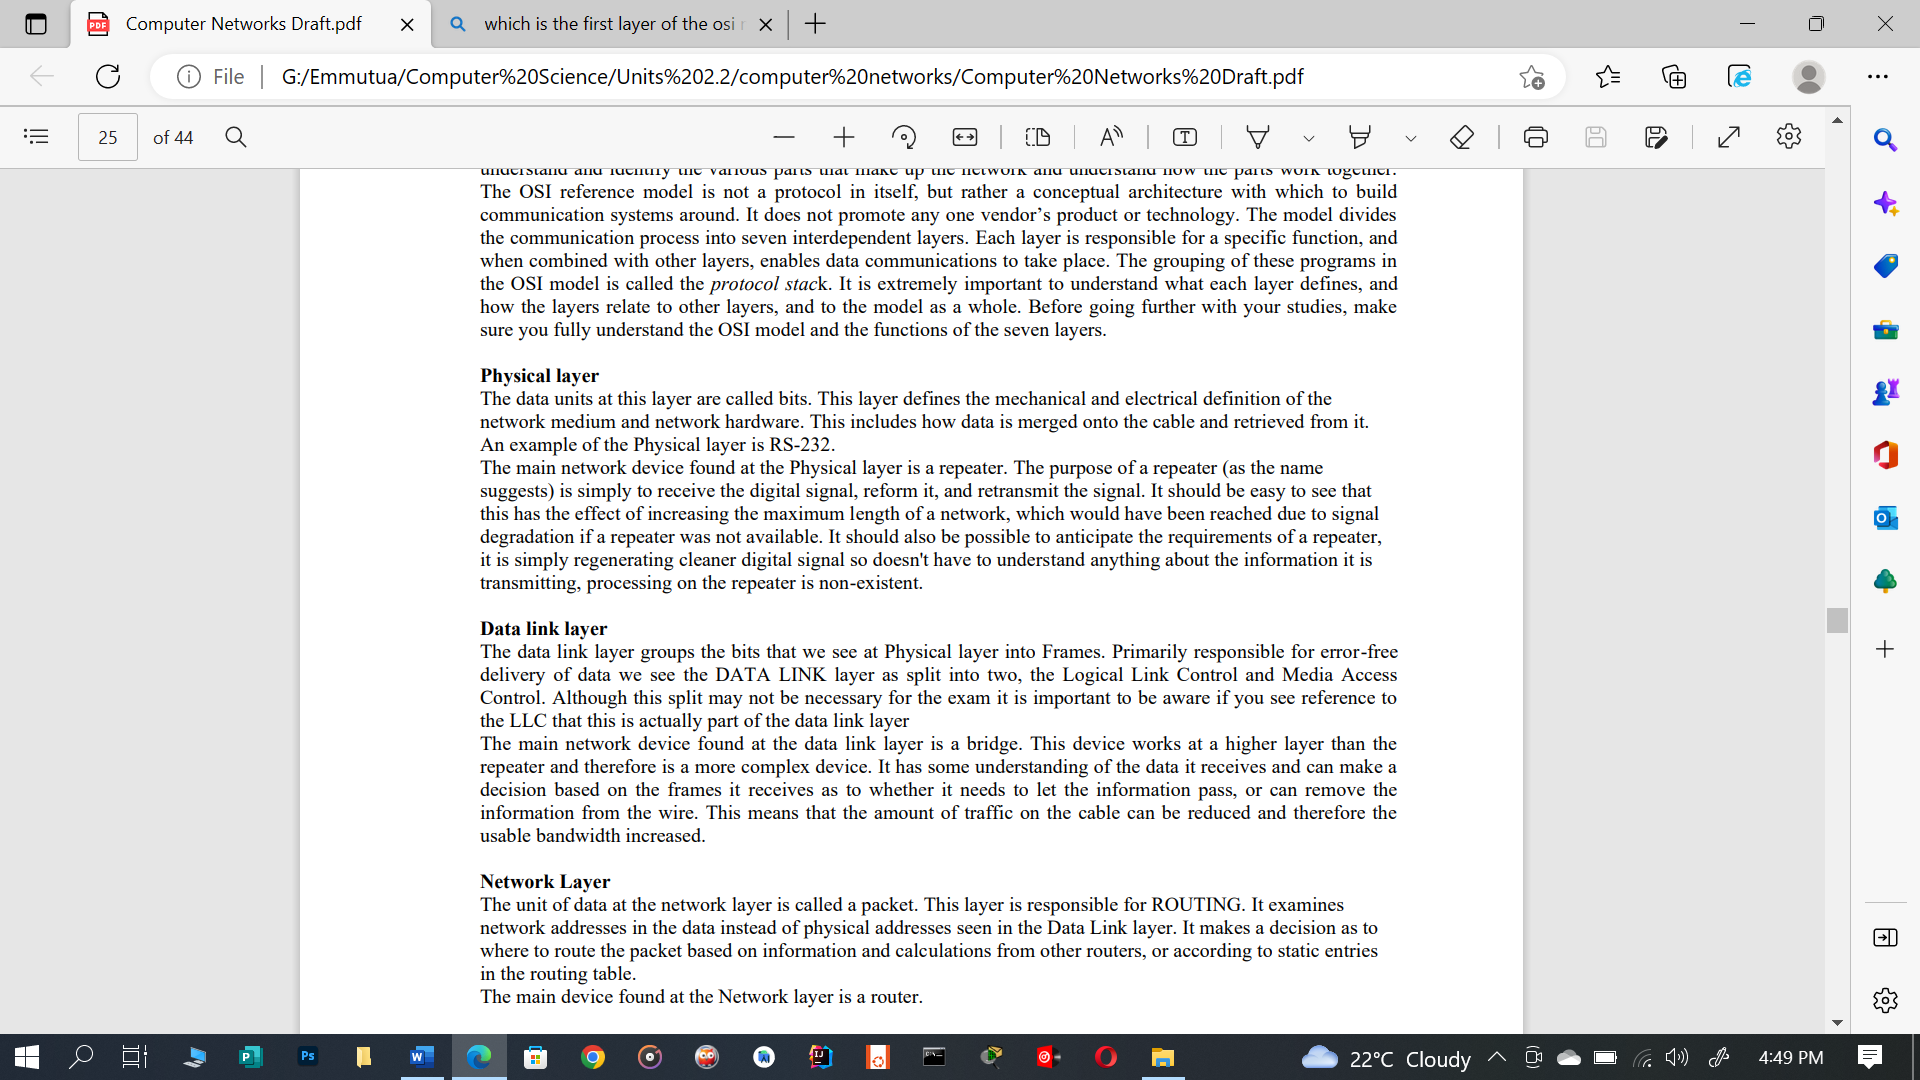 Computer Networks Draft.pdf
which is the first layer of the osi
File
G:/Emmutua/Computer%20Science/Units%202.2/computer%20networks/Computer%20Networks%20Draft.pdf
25 of 44
understand and identify the various parts that make up the network and understand how the parts work together.
The OSI reference model is not a protocol in itself, but rather a conceptual architecture with which to build
communication systems around. It does not promote any one vendor’s product or technology. The model divides
the communication process into seven interdependent layers. Each layer is responsible for a specific function, and
when combined with other layers, enables data communications to take place. The grouping of these programs in
the OSI model is called the protocol stack. It is extremely important to understand what each layer defines, and
how the layers relate to other layers, and to the model as a whole. Before going further with your studies, make
sure you fully understand the OSI model and the functions of the seven layers.
Physical layer
The data units at this layer are called bits. This layer defines the mechanical and electrical definition of the
network medium and network hardware. This includes how data is merged onto the cable and retrieved from it.
An example of the Physical layer is RS-232.
The main network device found at the Physical layer is a repeater. The purpose of a repeater (as the name
suggests) is simply to receive the digital signal, reform it, and retransmit the signal. It should be easy to see that
this has the effect of increasing the maximum length of a network, which would have been reached due to signal
degradation if a repeater was not available. It should also be possible to anticipate the requirements of a repeater,
it is simply regenerating cleaner digital signal so doesn't have to understand anything about the information it is
transmitting, processing on the repeater is non-existent.
Data link layer
The data link layer groups the bits that we see at Physical layer into Frames. Primarily responsible for error-free
delivery of data we see the DATA LINK layer as split into two, the Logical Link Control and Media Access
Control. Although this split may not be necessary for the exam it is important to be aware if you see reference to
the LLC that this is actually part of the data link layer
The main network device found at the data link layer is a bridge. This device works at a higher layer than the
repeater and therefore is a more complex device. It has some understanding of the data it receives and can make a
decision based on the frames it receives as to whether it needs to let the information pass, or can remove the
information from the wire. This means that the amount of traffic on the cable can be reduced and therefore the
usable bandwidth increased.
Network Layer
The unit of data at the network layer is called a packet. This layer is responsible for ROUTING. It examines
network addresses in the data instead of physical addresses seen in the Data Link layer. It makes a decision as to
where to route the packet based on information and calculations from other routers, or according to static entries
in the routing table.
The main device found at the Network layer is a router.
22°C Cloudy
4:49 PM